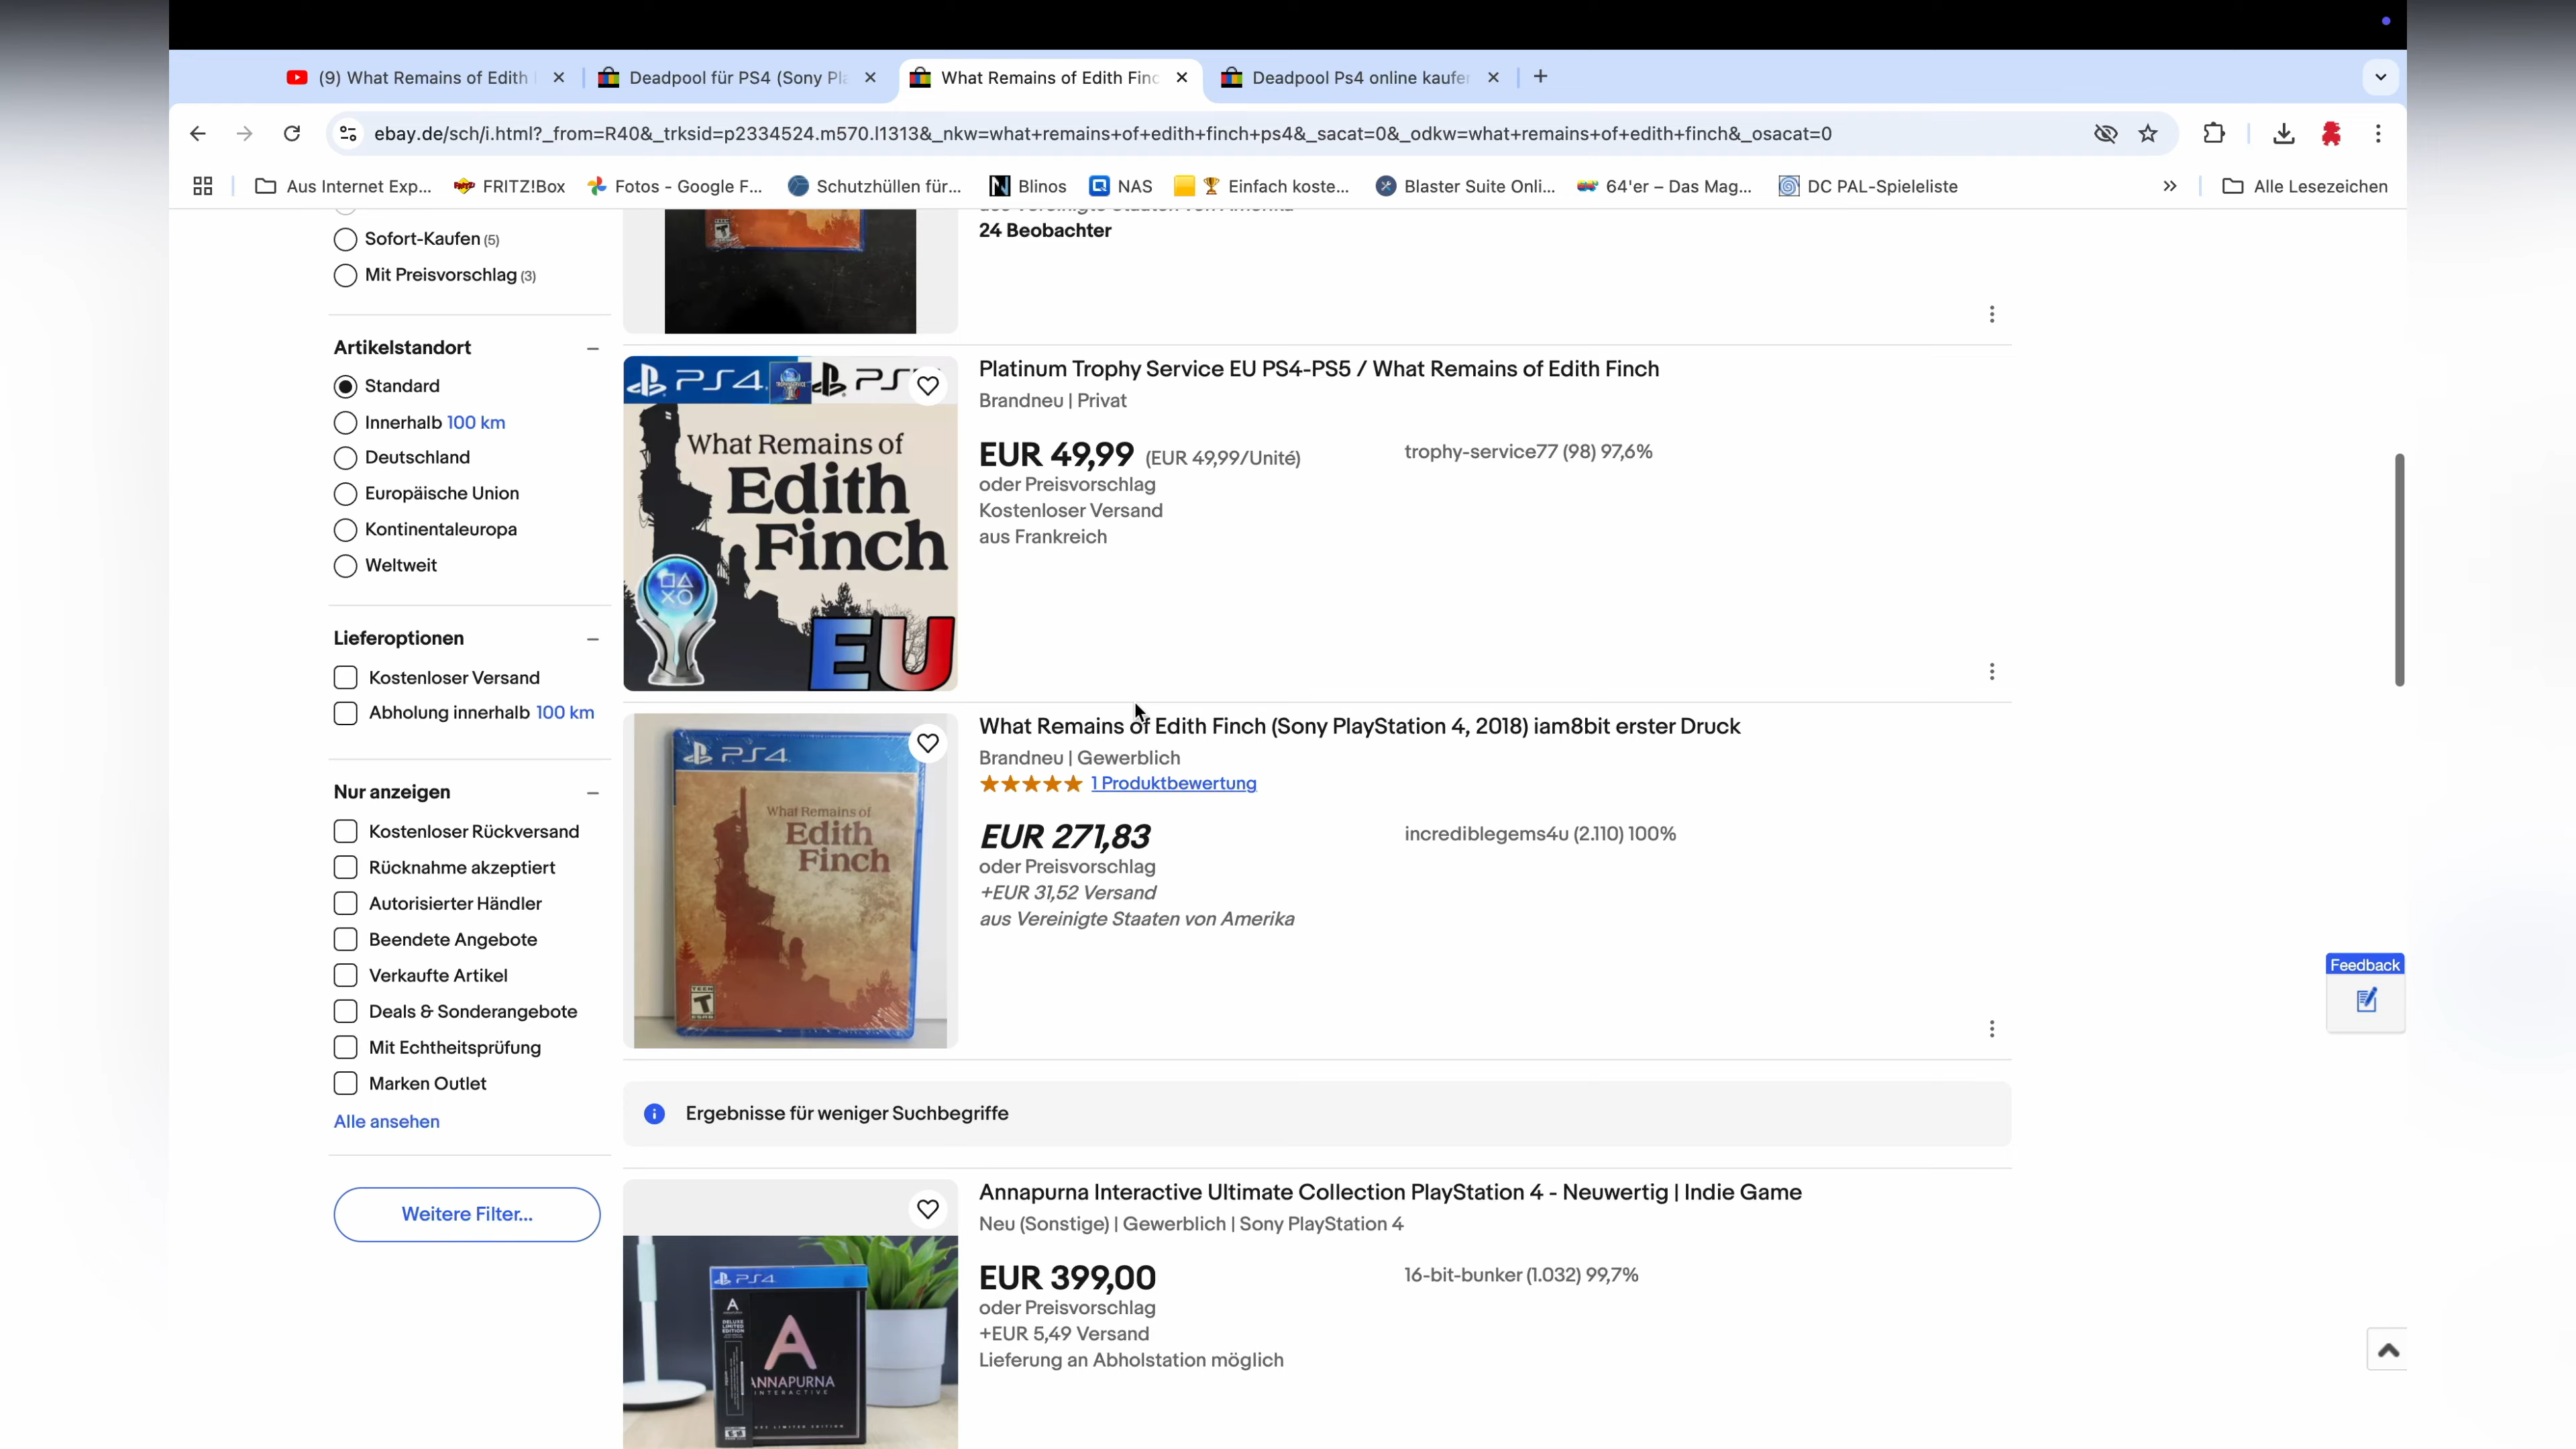 (9) What Remains of Edith
Deadpool für PS4 (Sony Pla
What Remains of Edith Finc
Deadpool Ps4 online kaufen
ebay.de/sch/i.html?_from=R40&_trksid=p2334524.m570.l1313&_nkw=what+remains+of+edith+finch+ps4&_sacat=0&_odkw=what+remains+of+edith+finch&_osacat=0
Aus Internet Exp...
FRITZ!Box
Fotos - Google F...
Schutzhüllen für...
Blinos
NAS
Einfach koste...
Blaster Suite Onli...
64'er – Das Mag...
DC PAL-Spieleliste
Alle Lesezeichen
Sofort-Kaufen (5)
Mit Preisvorschlag (3)
Artikelstandort
Standard
Innerhalb 100 km
Deutschland
Europäische Union
Kontinentaleuropa
Weltweit
Lieferoptionen
Kostenloser Versand
Abholung innerhalb 100 km
Nur anzeigen
Kostenloser Rückversand
Rücknahme akzeptiert
Autorisierter Händler
Beendete Angebote
Verkaufte Artikel
Deals & Sonderangebote
Mit Echtheitsprüfung
Marken Outlet
Alle ansehen
Weitere Filter...
aus Vereinigte Staaten von Amerika
24 Beobachter
PS4
PS
What Remains of
Edith
Finch
EU
Platinum Trophy Service EU PS4-PS5 / What Remains of Edith Finch
Brandneu | Privat
EUR 49,99 (EUR 49,99/Unité)
oder Preisvorschlag
Kostenloser Versand
aus Frankreich
trophy-service77 (98) 97,6%
PS4
What Remains of
Edith
Finch
TEEN
T
What Remains of Edith Finch (Sony PlayStation 4, 2018) iam8bit erster Druck
Brandneu | Gewerblich
1 Produktbewertung
EUR 271,83
oder Preisvorschlag
+EUR 31,52 Versand
aus Vereinigte Staaten von Amerika
incrediblegems4u (2.110) 100%
Ergebnisse für weniger Suchbegriffe
PS4
A
ANNAPURNA
INTERACTIVE
Annapurna Interactive Ultimate Collection PlayStation 4 - Neuwertig | Indie Game
Neu (Sonstige) | Gewerblich | Sony PlayStation 4
EUR 399,00
oder Preisvorschlag
+EUR 5,49 Versand
Lieferung an Abholstation möglich
16-bit-bunker (1.032) 99,7%
Feedback